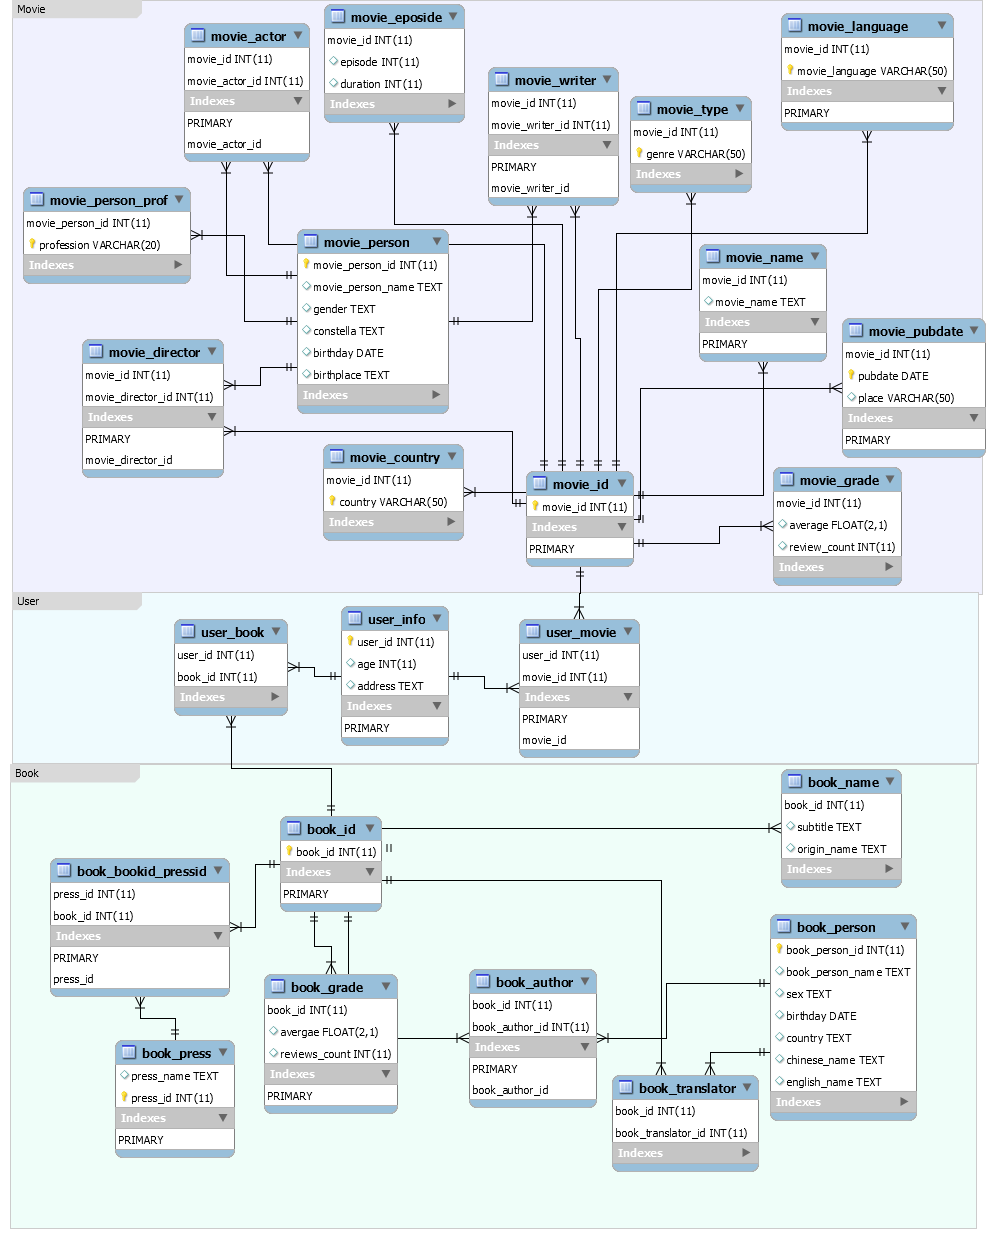 Movie
movie_actor
movie_id INT(11)
movie_actor_id INT(11)
Indexes
PRIMARY
movie_actor_id
movie_eposide
movie_id INT(11)
episode INT(11)
duration INT(11)
Indexes
movie_writer
movie_id INT(11)
movie_writer_id INT(11)
Indexes
PRIMARY
movie_writer_id
movie_type
movie_id INT(11)
genre VARCHAR(50)
Indexes
movie_language
movie_id INT(11)
movie_language VARCHAR(50)
Indexes
PRIMARY
movie_person_prof
movie_person_id INT(11)
profession VARCHAR(20)
Indexes
movie_person
movie_person_id INT(11)
movie_person_name TEXT
gender TEXT
constella TEXT
birthday DATE
birthplace TEXT
Indexes
movie_name
movie_id INT(11)
movie_name TEXT
Indexes
PRIMARY
movie_pubdate
movie_id INT(11)
pubdate DATE
place VARCHAR(50)
Indexes
PRIMARY
movie_director
movie_id INT(11)
movie_director_id INT(11)
Indexes
PRIMARY
movie_director_id
movie_country
movie_id INT(11)
country VARCHAR(50)
Indexes
movie_id
movie_id INT(11)
Indexes
PRIMARY
movie_grade
movie_id INT(11)
average FLOAT(2,1)
review_count INT(11)
Indexes
User
user_book
user_id INT(11)
book_id INT(11)
Indexes
user_info
user_id INT(11)
age INT(11)
address TEXT
Indexes
PRIMARY
user_movie
user_id INT(11)
movie_id INT(11)
Indexes
PRIMARY
movie_id
Book
book_name
book_id INT(11)
subtitle TEXT
origin_name TEXT
Indexes
book_id
book_id INT(11)
Indexes
PRIMARY
book_bookid_pressid
press_id INT(11)
book_id INT(11)
Indexes
PRIMARY
press_id
book_person
book_person_id INT(11)
book_person_name TEXT
sex TEXT
birthday DATE
country TEXT
chinese_name TEXT
english_name TEXT
Indexes
book_grade
book_id INT(11)
avergae FLOAT(2,1)
reviews_count INT(11)
Indexes
PRIMARY
book_author
book_id INT(11)
book_author_id INT(11)
Indexes
PRIMARY
book_author_id
book_press
press_name TEXT
press_id INT(11)
Indexes
PRIMARY
book_translator
book_id INT(11)
book_translator_id INT(11)
Indexes